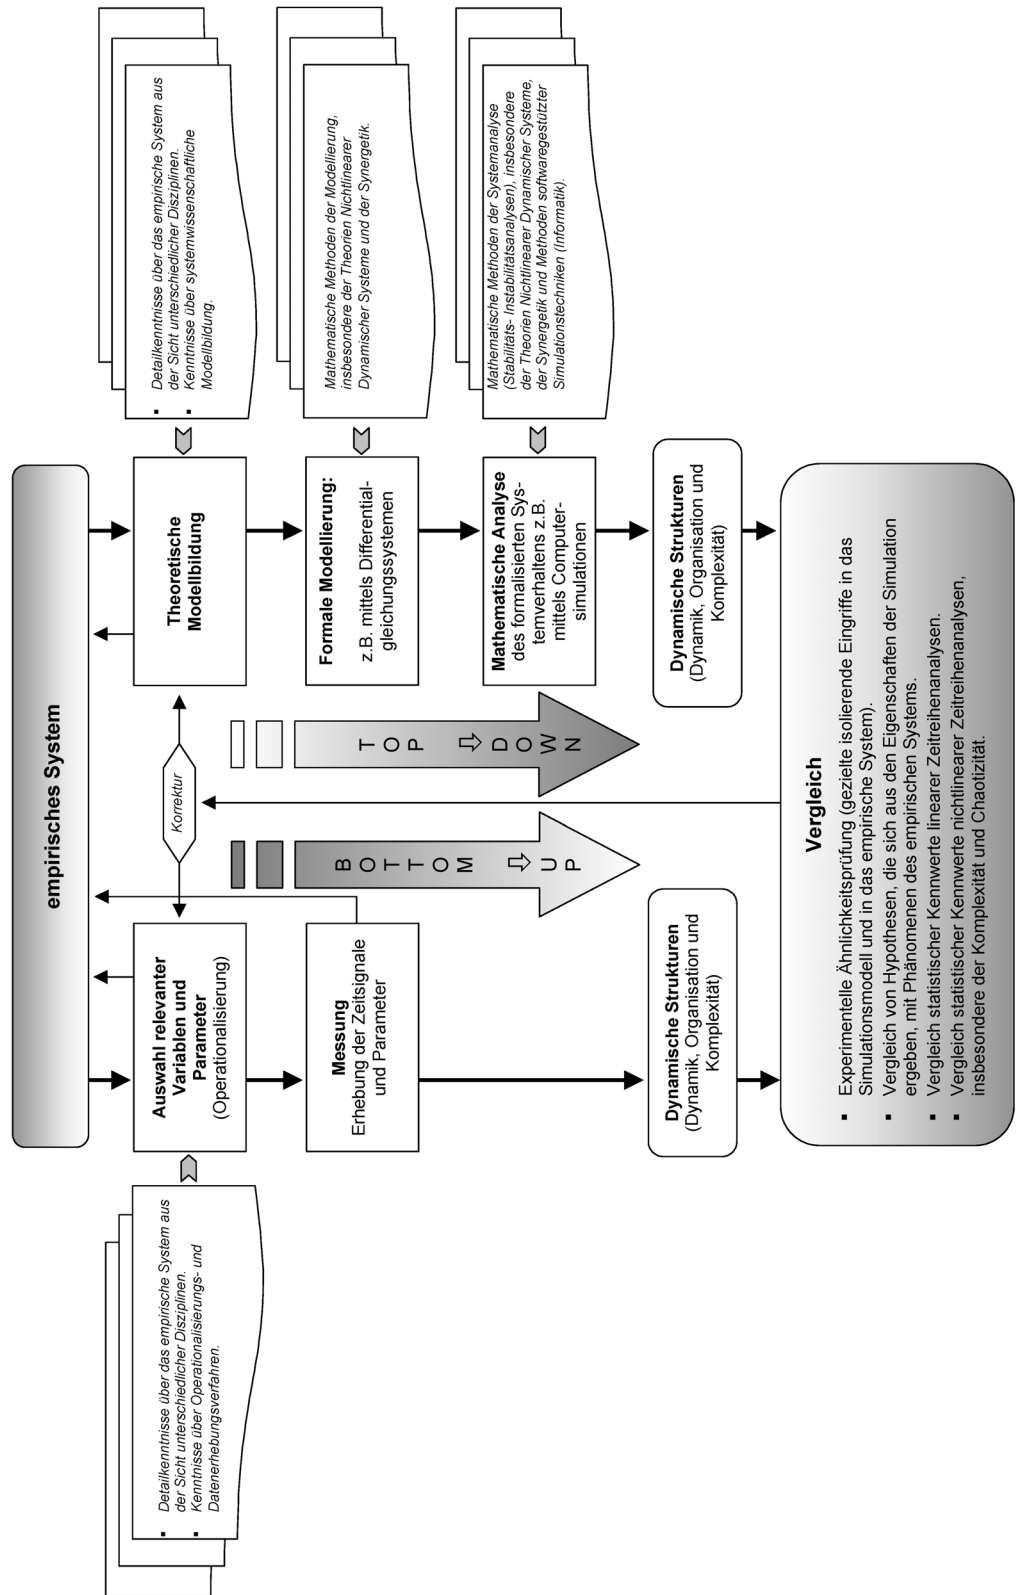 empirisches System
Detailkenntnisse über das empirische System aus
der Sicht unterschiedlicher Disziplinen.
Kenntnisse über Operationalisierungs- und
Datenerhebungsverfahren.
Auswahl relevanter
Variablen und
Parameter
(Operationalisierung)
Korrektur
Theoretische
Modellbildung
▪ Detailkenntnisse über das empirische System aus
der Sicht unterschiedlicher Disziplinen.
▪ Kenntnisse über systemwissenschaftliche
Modellbildung.
Messung
Erhebung der Zeitsignale
und Parameter
BOTTOM
⇨
UP
TOP
⇨
DOWN
Formale Modellierung:
z.B. mittels Differential-
gleichungssystemen
Mathematische Methoden der Modellierung,
insbesondere der Theorien Nichtlinearer
Dynamischer Systeme und der Synergetik.
Mathematische Analyse
des formalisierten Sys-
temverhaltens z.B.
mittels Computer-
simulationen
Mathematische Methoden der Systemanalyse
(Stabilitäts- Instabilitätsanalysen), insbesondere
der Theorien Nichtlinearer Dynamischer Systeme,
der Synergetik und Methoden softwaregestützter
Simulationstechniken (Informatik).
Dynamische Strukturen
(Dynamik, Organisation und
Komplexität)
Dynamische Strukturen
(Dynamik, Organisation und
Komplexität)
Vergleich
▪ Experimentelle Ähnlichkeitsprüfung (gezielte isolierende Eingriffe in das
Simulationsmodell und in das empirische System).
▪ Vergleich von Hypothesen, die sich aus den Eigenschaften der Simulation
ergeben, mit Phänomenen des empirischen Systems.
▪ Vergleich statistischer Kennwerte linearer Zeitreihenanalysen.
▪ Vergleich statistischer Kennwerte nichtlinearer Zeitreihenanalysen,
insbesondere der Komplexität und Chaotizität.